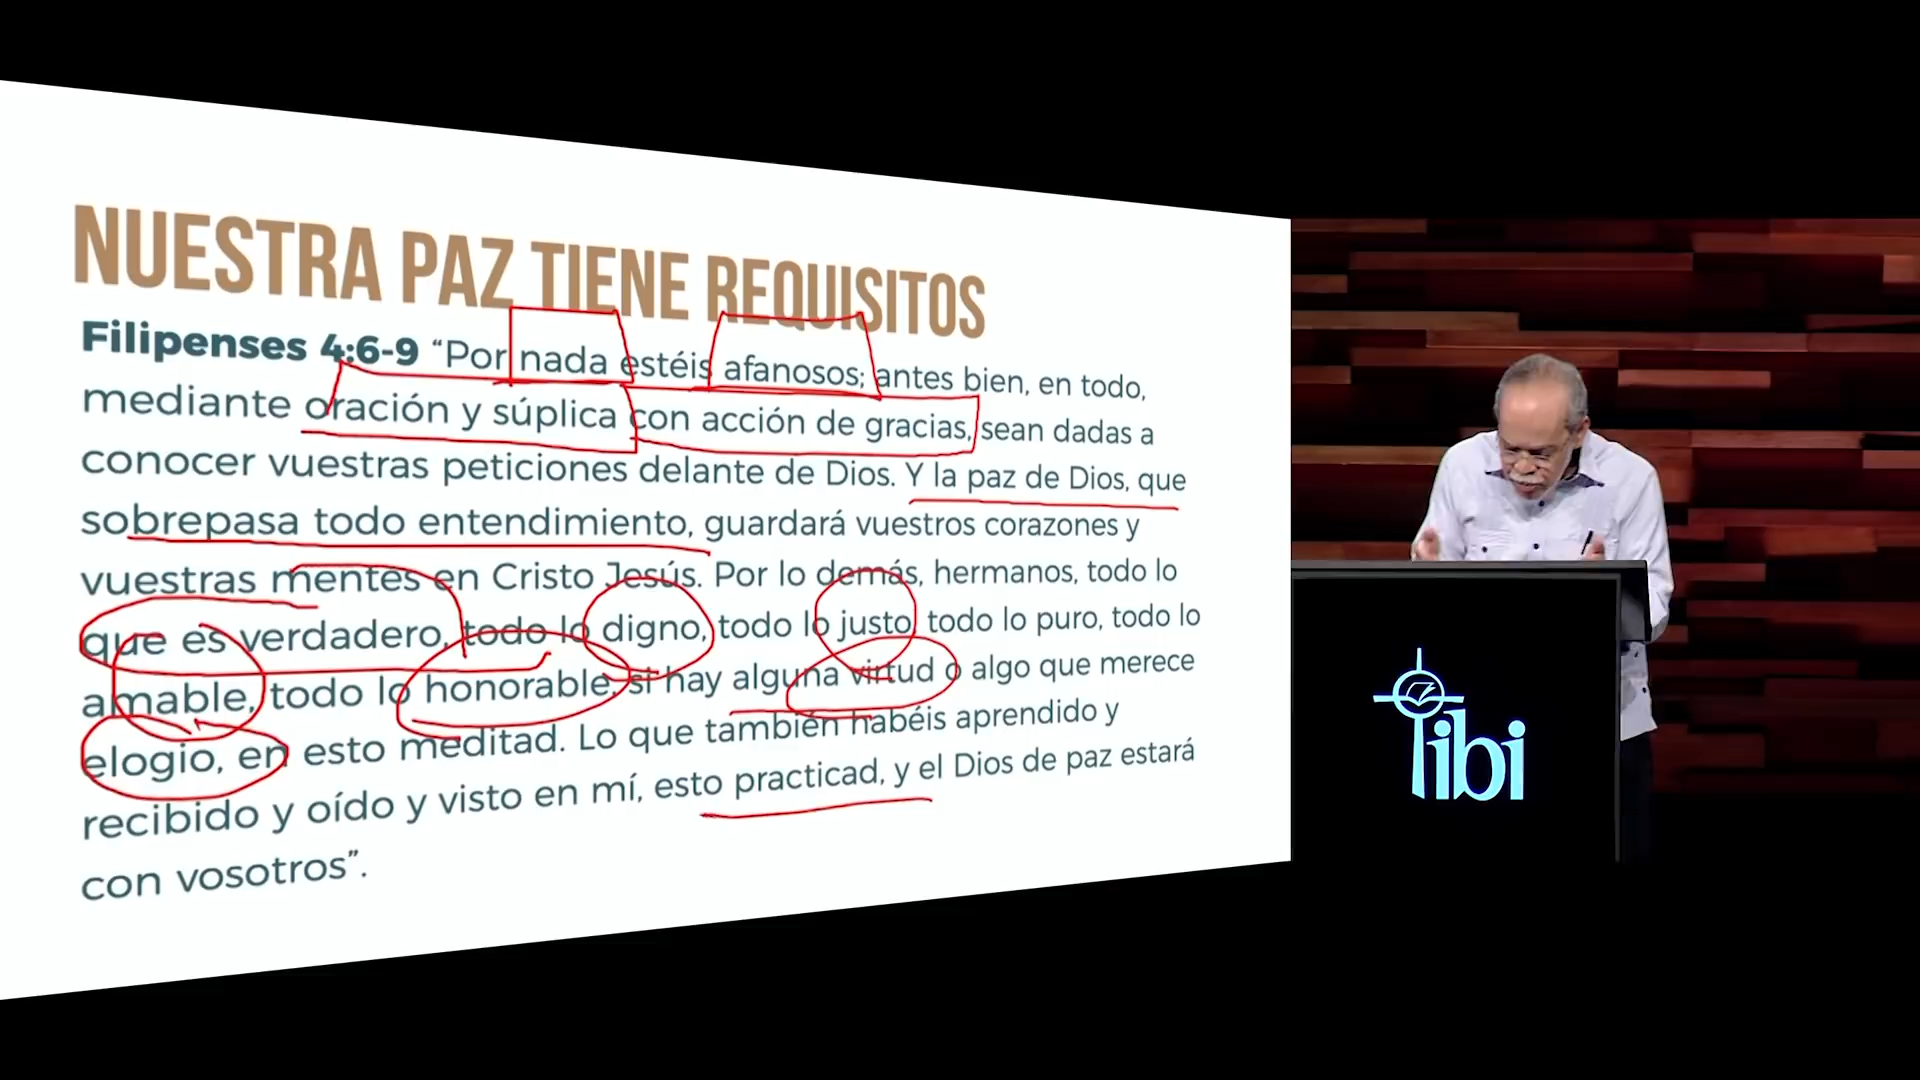 NUESTRA PAZ TIENE REQUISITOS
Filipenses 4:6-9 “Por nada estéis afanosos; antes bien, en todo,
mediante oración y súplica con acción de gracias, sean dadas a
conocer vuestras peticiones delante de Dios. Y la paz de Dios, que
sobrepasa todo entendimiento, guardará vuestros corazones y
vuestras mentes en Cristo Jesús. Por lo demás, hermanos, todo lo
que es verdadero, todo lo digno, todo lo justo, todo lo puro, todo lo
amable, todo lo honorable, si hay alguna virtud o algo que merece
elogio, en esto meditad. Lo que también habéis aprendido y
recibido y oído y visto en mí, esto practicad, y el Dios de paz estará
con vosotros”.
ibi